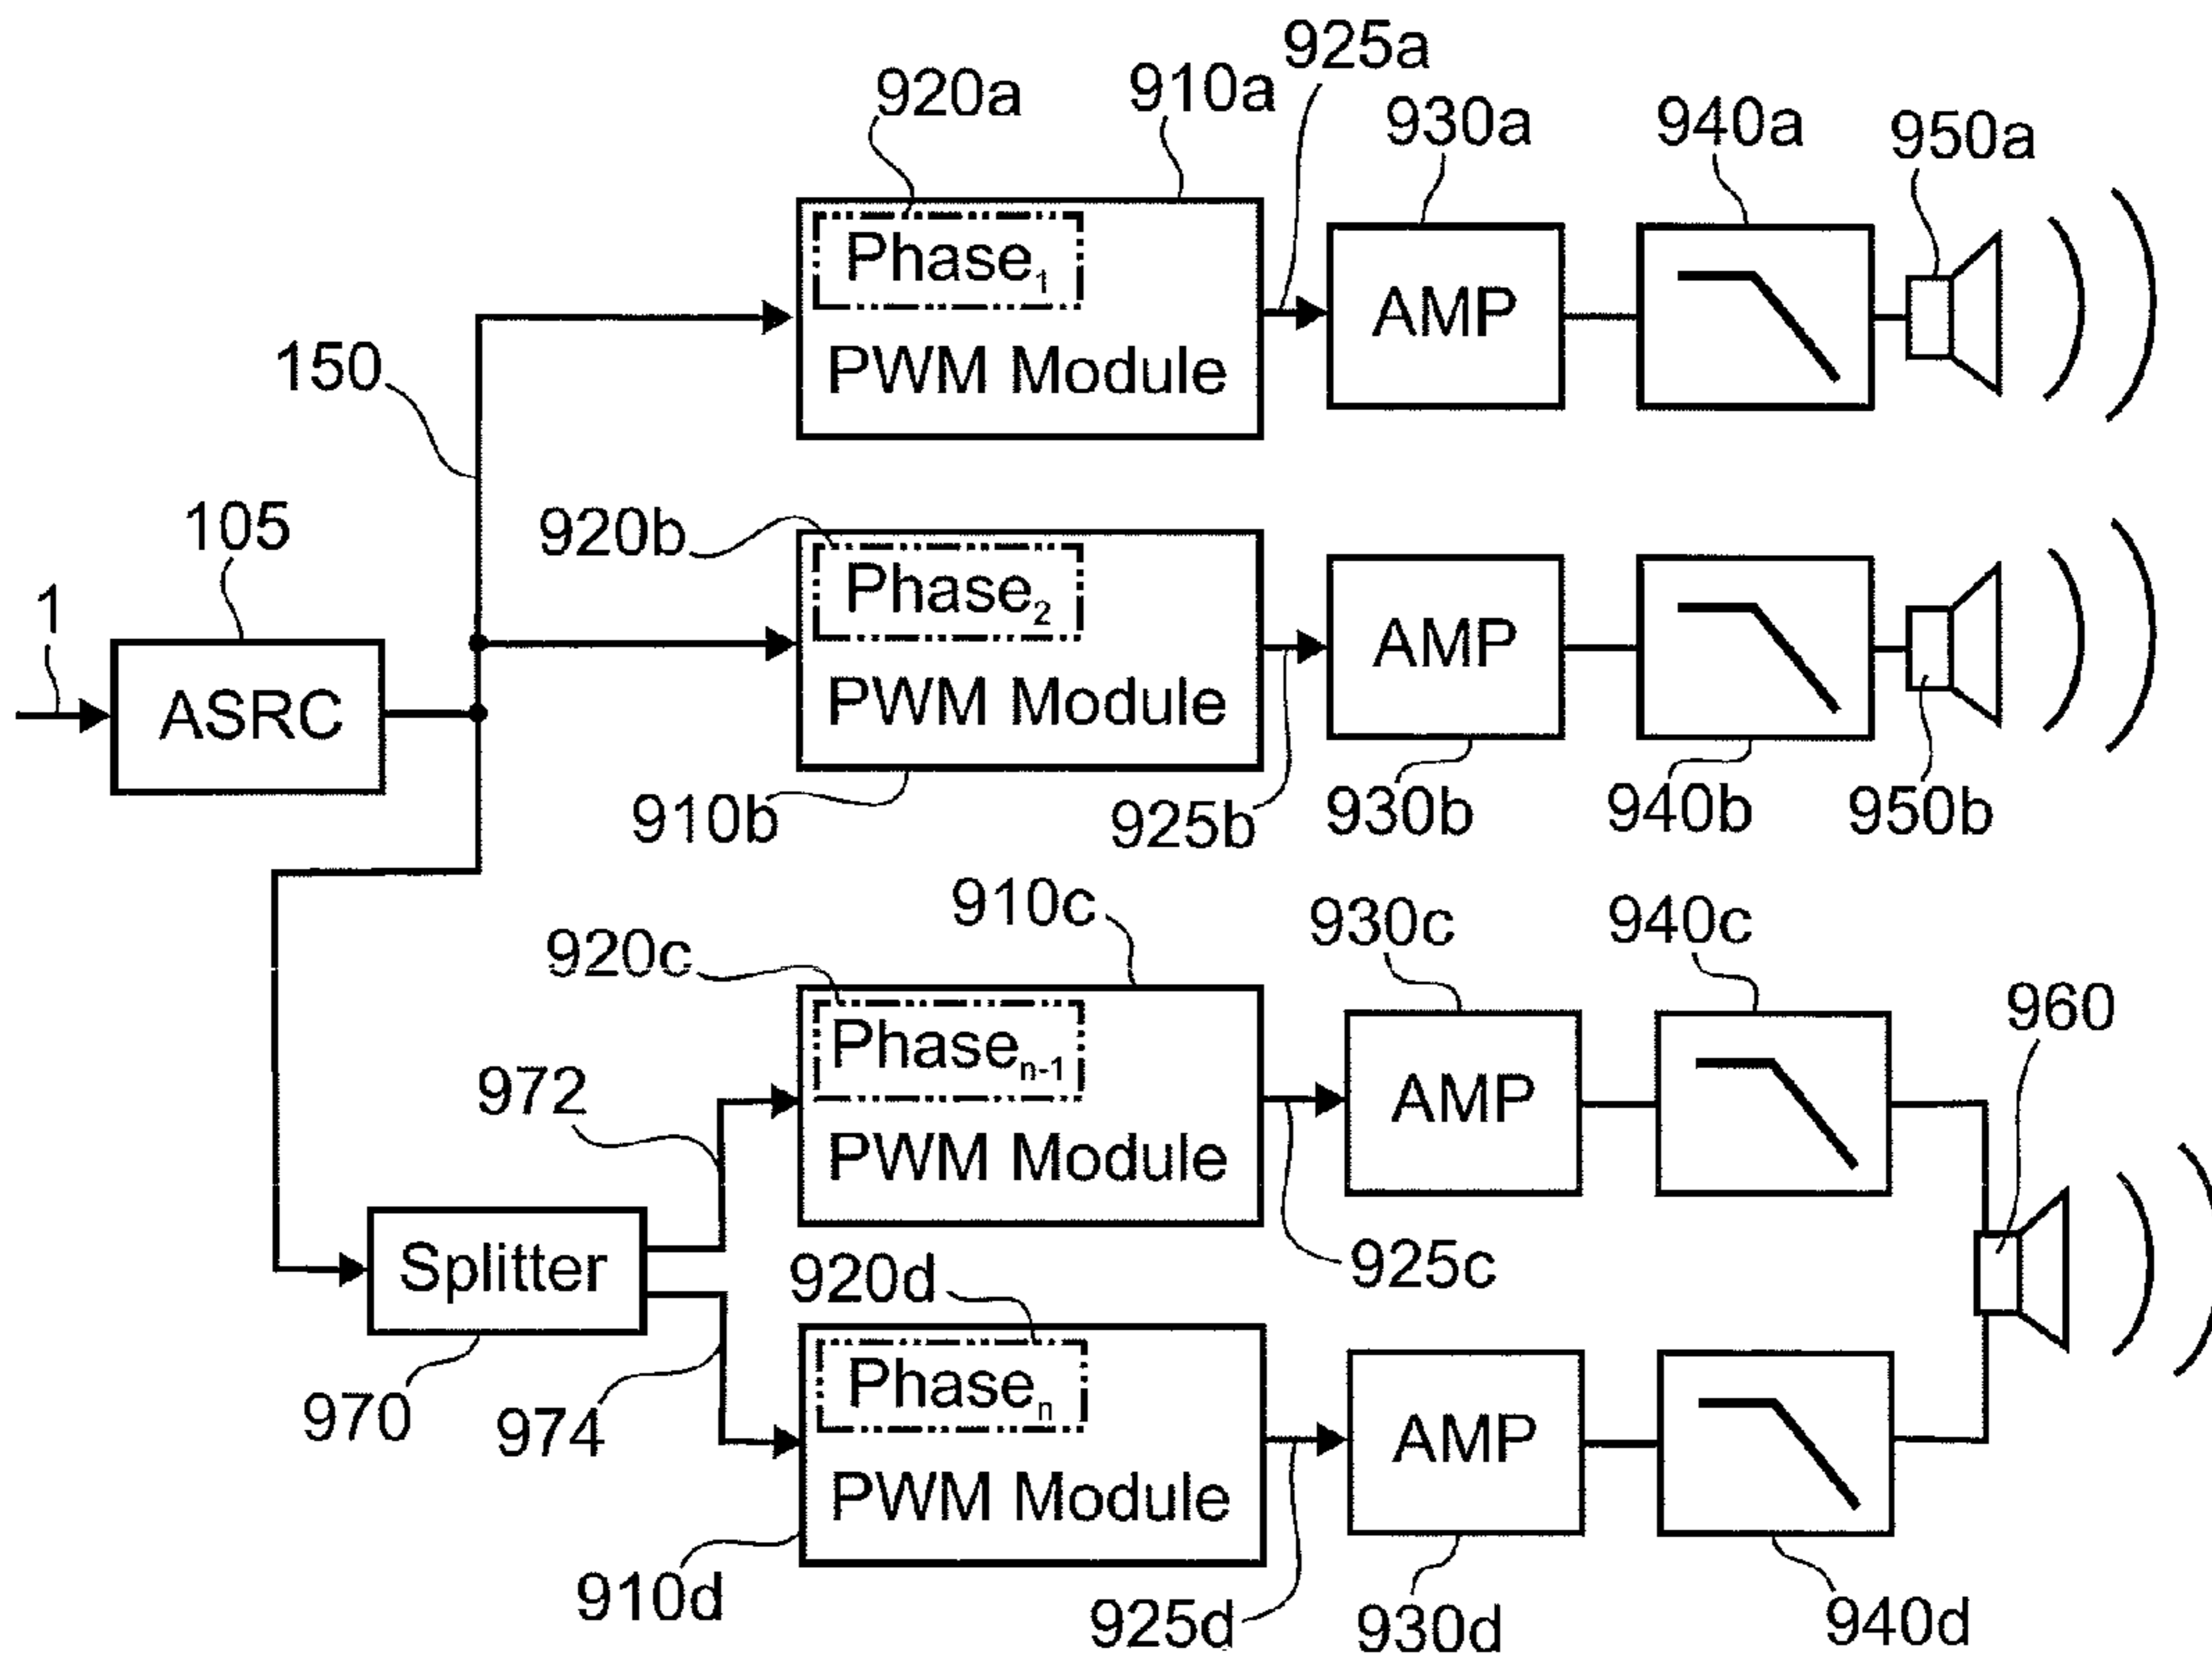 925a
920a
910a
930a
940a
950a
Phase1
PWM Module
AMP
150
105
920b
Phase2
PWM Module
AMP
1
ASRC
910b
925b
930b
940b
950b
910c
930c
940c
920c
960
Phasen-1
PWM Module
AMP
972
925c
Splitter
920d
970
974
Phasen
PWM Module
AMP
910d
925d
930d
940d